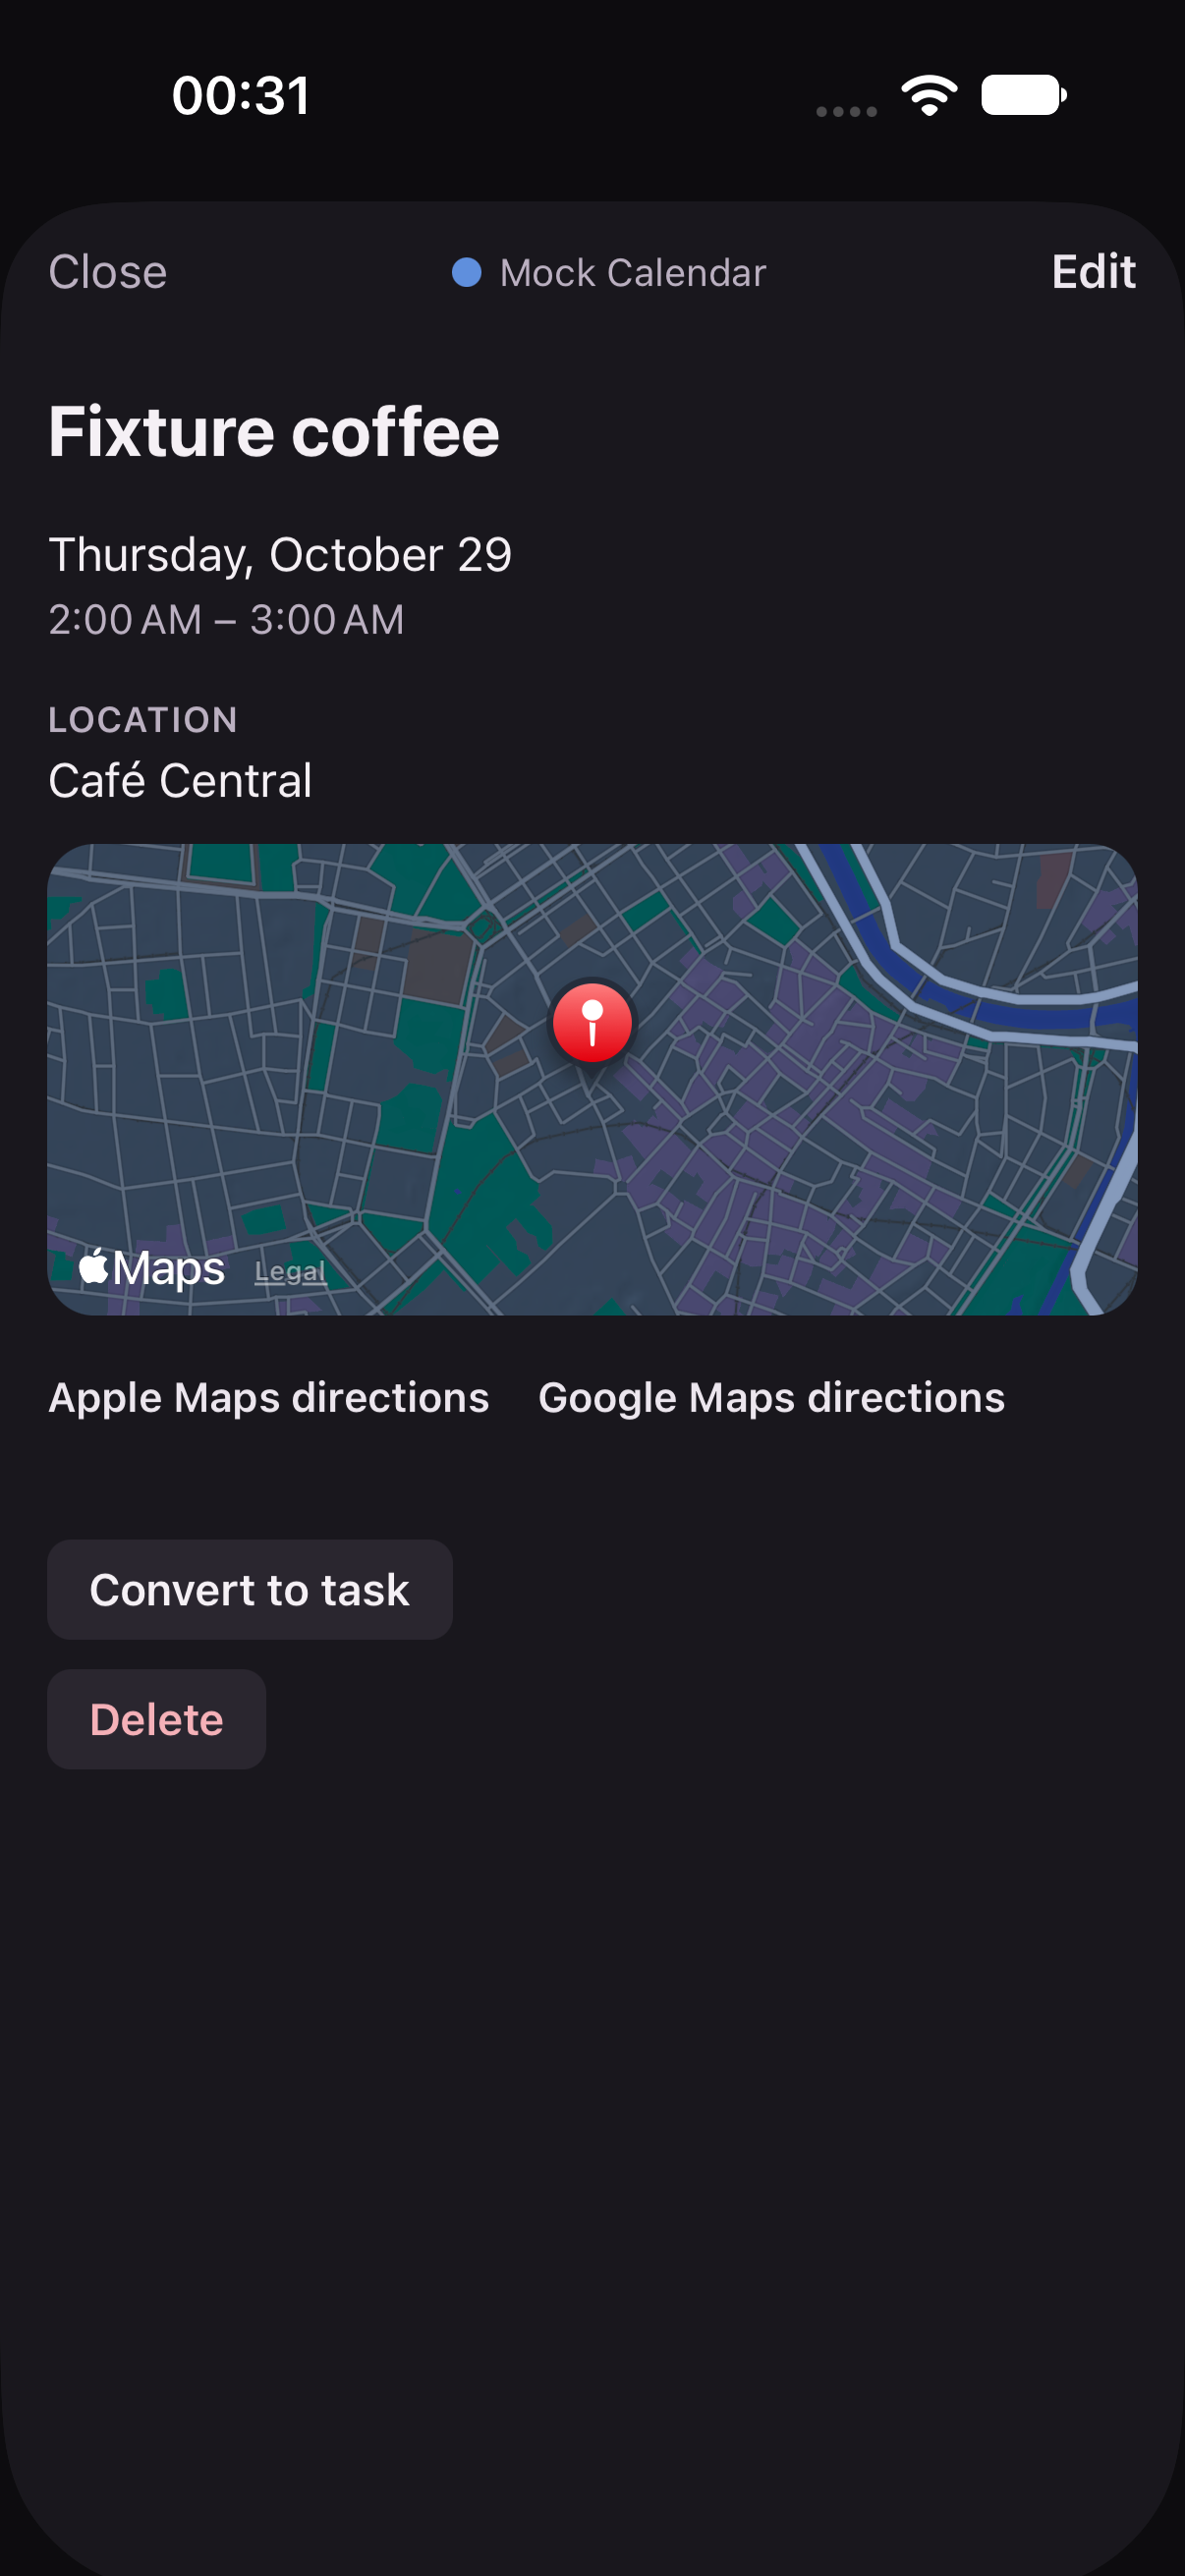 00:31
Close
Mock Calendar
Edit
Fixture coffee
Thursday, October 29
2:00 AM – 3:00 AM
LOCATION
Café Central
Maps Legal
Apple Maps directions
Google Maps directions
Convert to task
Delete